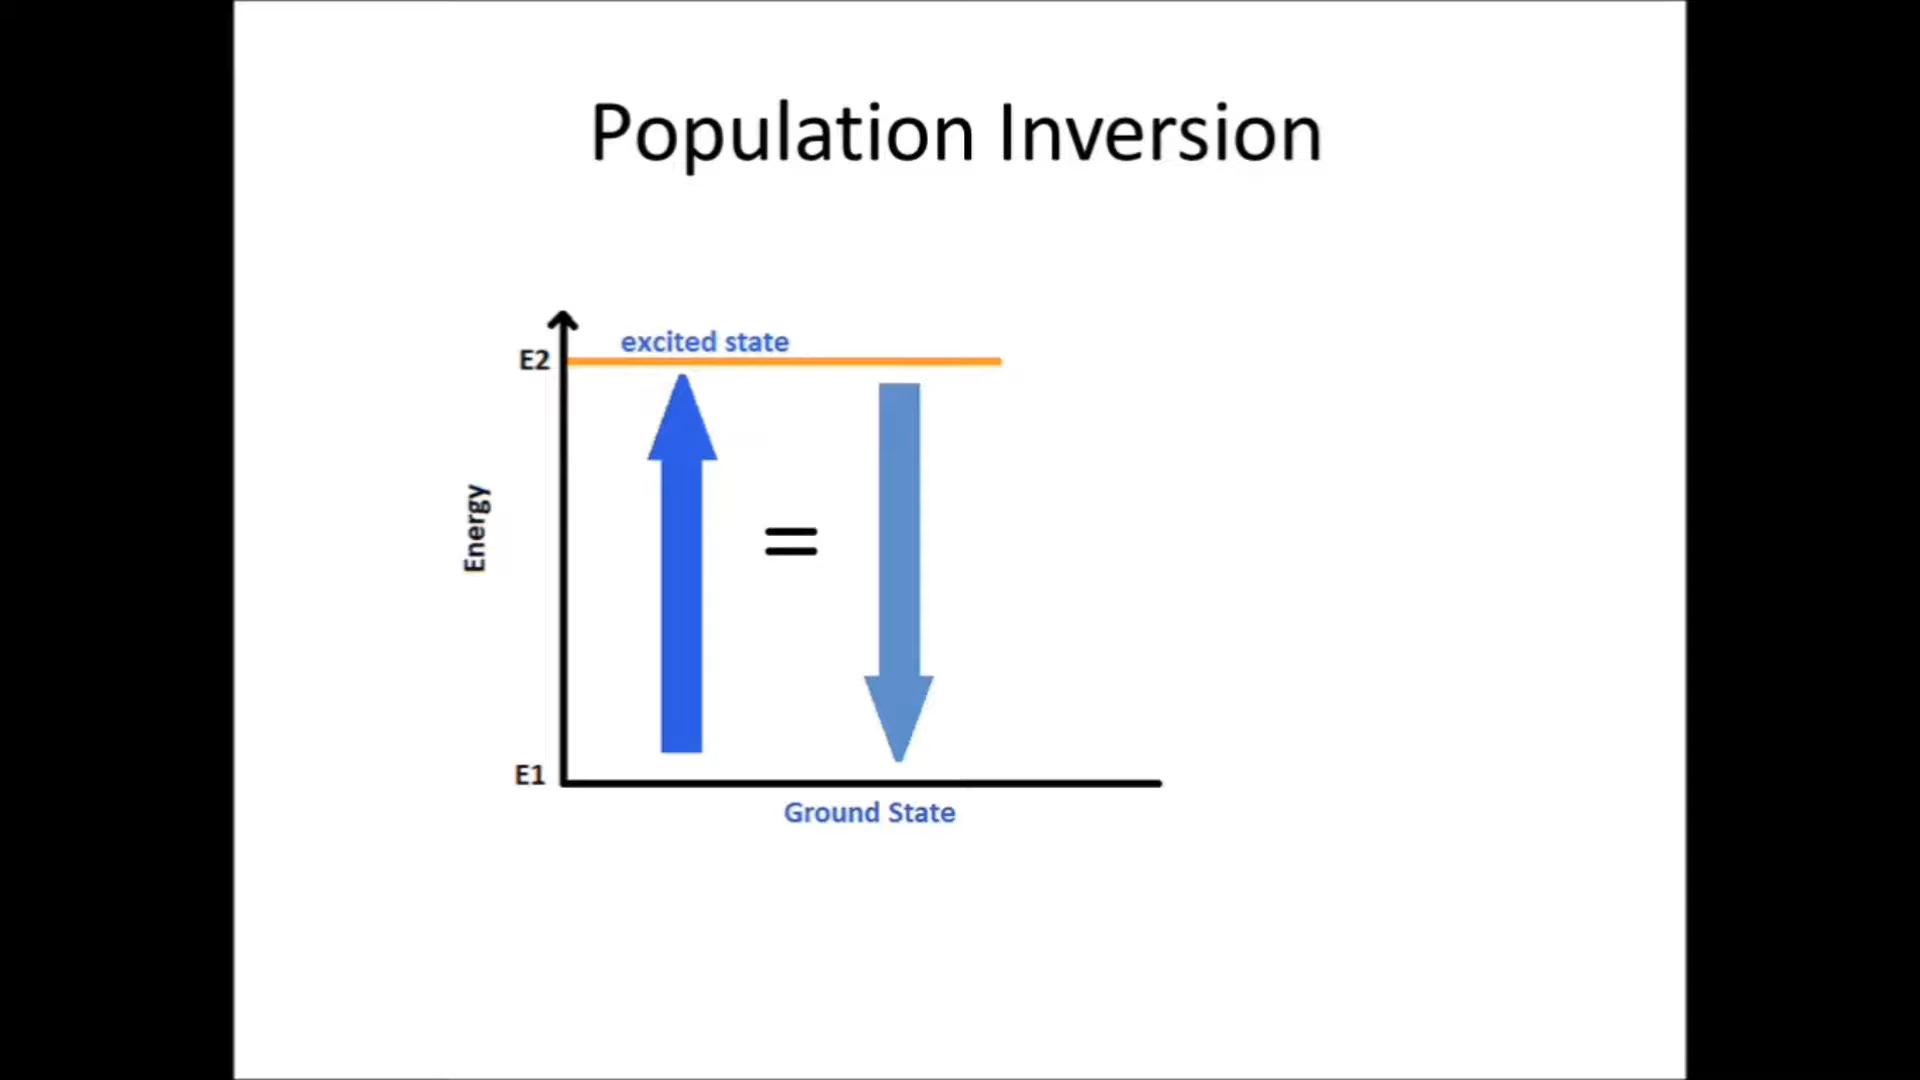 Population Inversion
excited state
E2
Energy
=
E1
Ground State